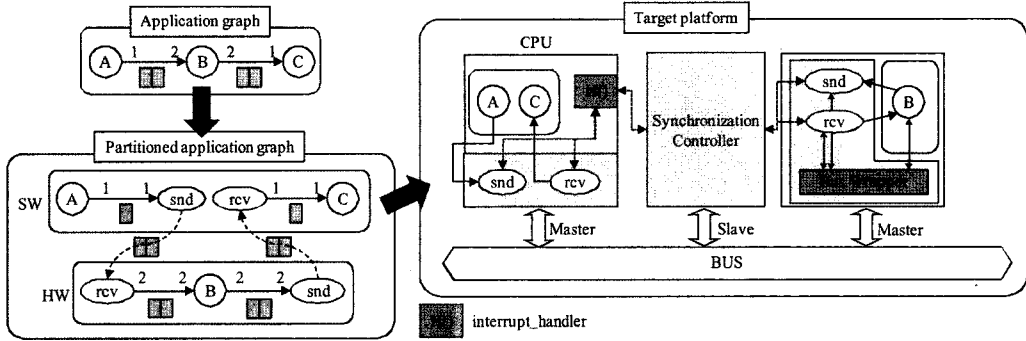 Application graph
A 1 2 B 2 1 C
Partitioned application graph
SW
A 1 1 snd rcv 1 1 C
HW
rcv 2 2 B 2 2 snd
Target platform
CPU
A C
snd rcv
Synchronization
Controller
snd
rcv
B
Master
Slave
Master
BUS
interrupt_handler